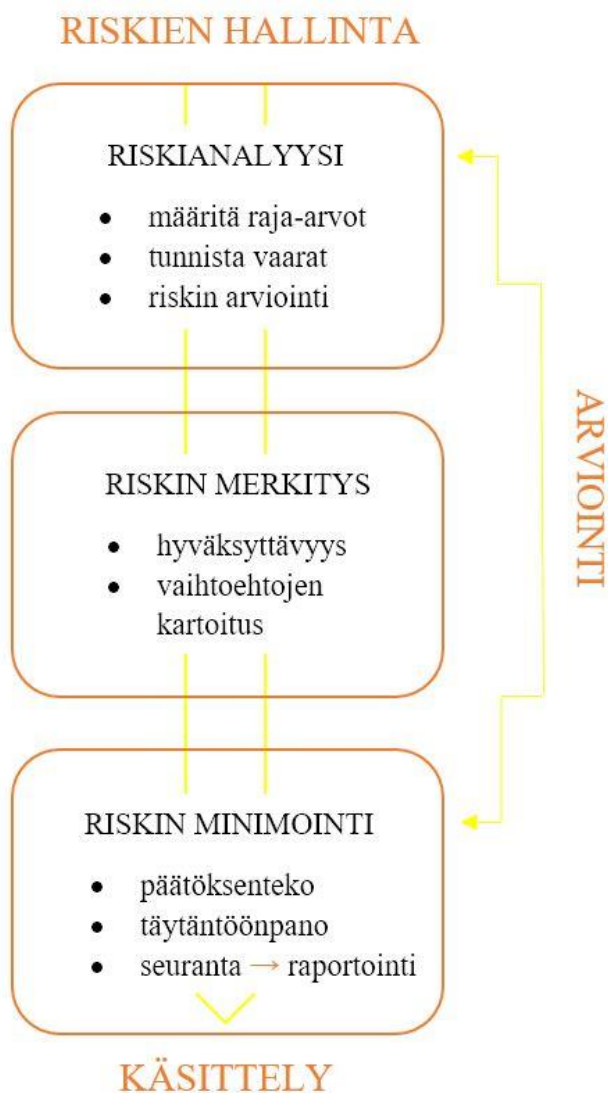 RISKIEN HALLINTA
RISKIANALYYSI
• määritä raja-arvot
• tunnista vaarat
• riskin arviointi
RISKIN MERKITYS
• hyväksyttävyys
• vaihtoehtojen
kartoitus
ARVIOINTI
RISKIN MINIMOINTI
• päätöksenteko
• täytäntöönpano
• seuranta → raportointi
KÄSITTELY